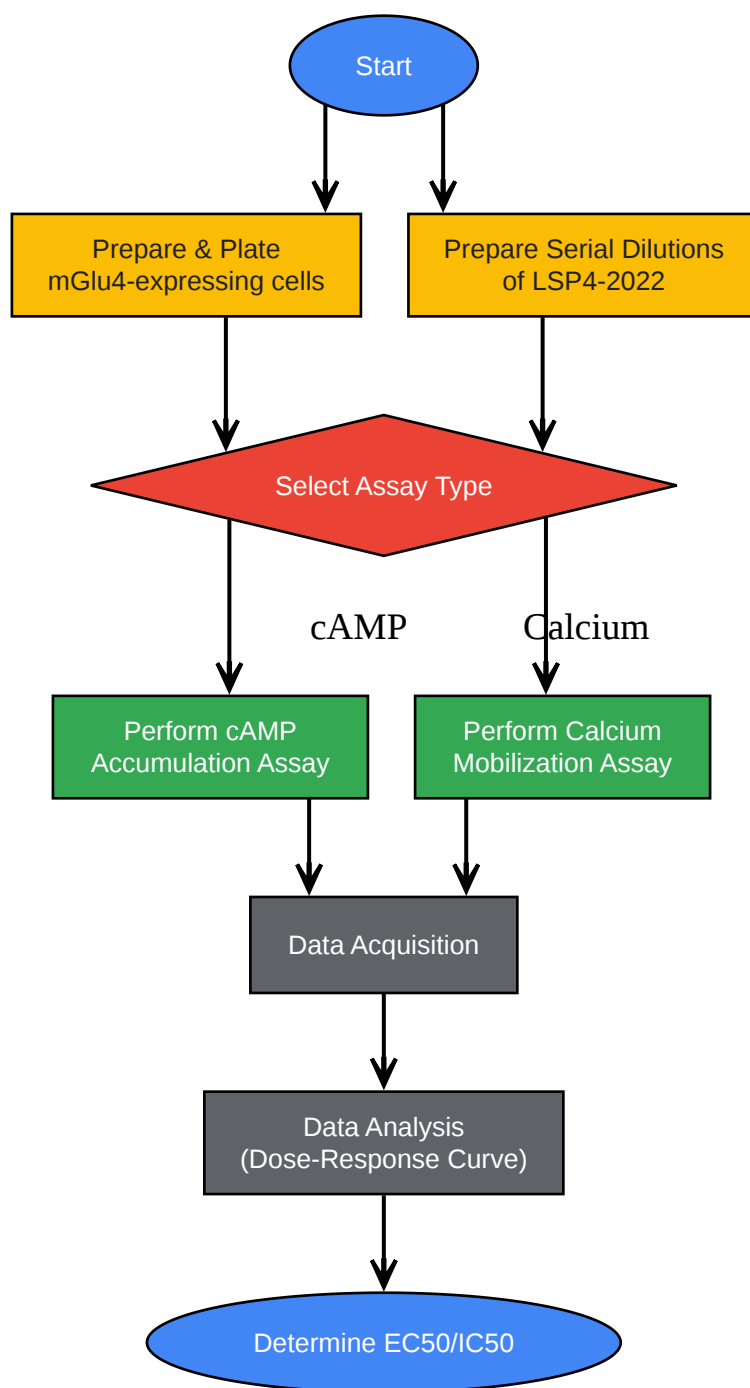 Start
Prepare & Plate
mGlu4-expressing cells
Prepare Serial Dilutions
of LSP4-2022
Select Assay Type
cAMP
Calcium
Perform cAMP
Accumulation Assay
Perform Calcium
Mobilization Assay
Data Acquisition
Data Analysis
(Dose-Response Curve)
Determine EC50/IC50